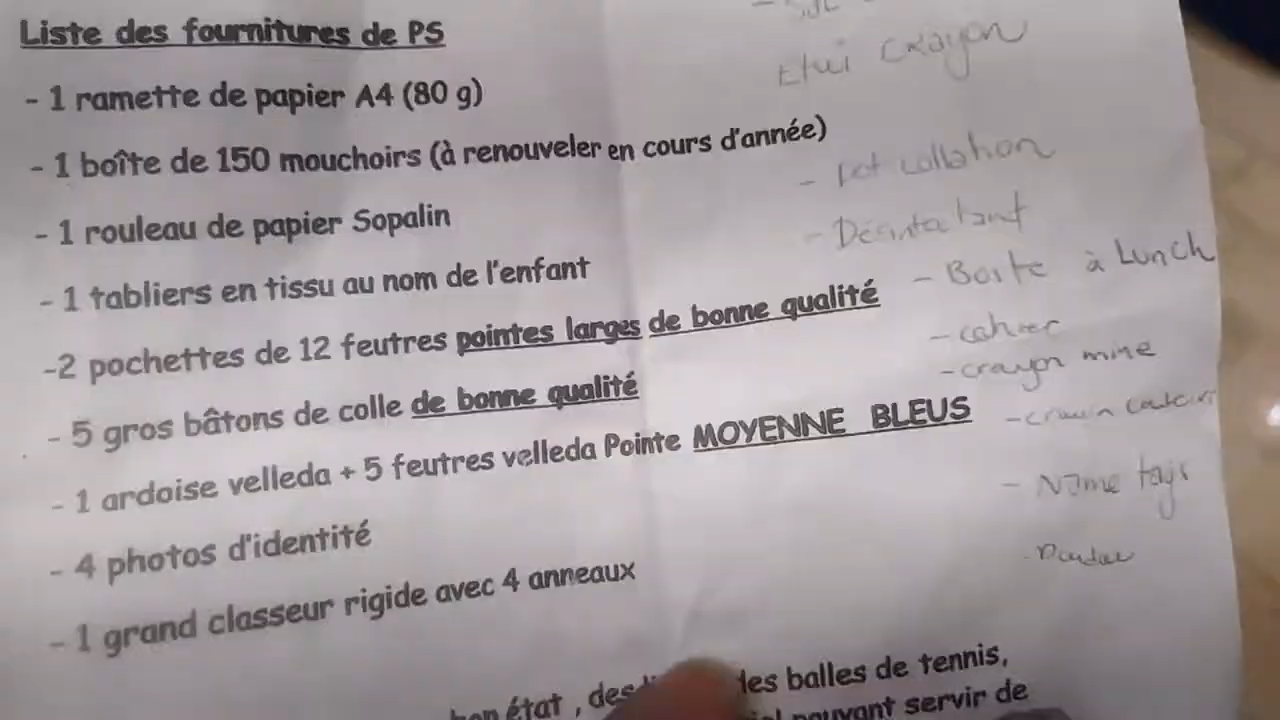 Liste des fournitures de PS
- 1 ramette de papier A4 (80 g)
- 1 boîte de 150 mouchoirs (à renouveler en cours d'année)
- 1 rouleau de papier Sopalin
- 1 tabliers en tissu au nom de l'enfant
-2 pochettes de 12 feutres pointes larges de bonne qualité
- 5 gros bâtons de colle de bonne qualité
- 1 ardoise velleda + 5 feutres velleda Pointe MOYENNE BLEUS
- 4 photos d'identité
- 1 grand classeur rigide avec 4 anneaux
état , des
des balles de tennis,
pouvant servir de
Etui crayon
- pot collation
- Désinfectant
- Boite à Lunch
- cahier
- crayon mine
- crayon
- Name tags